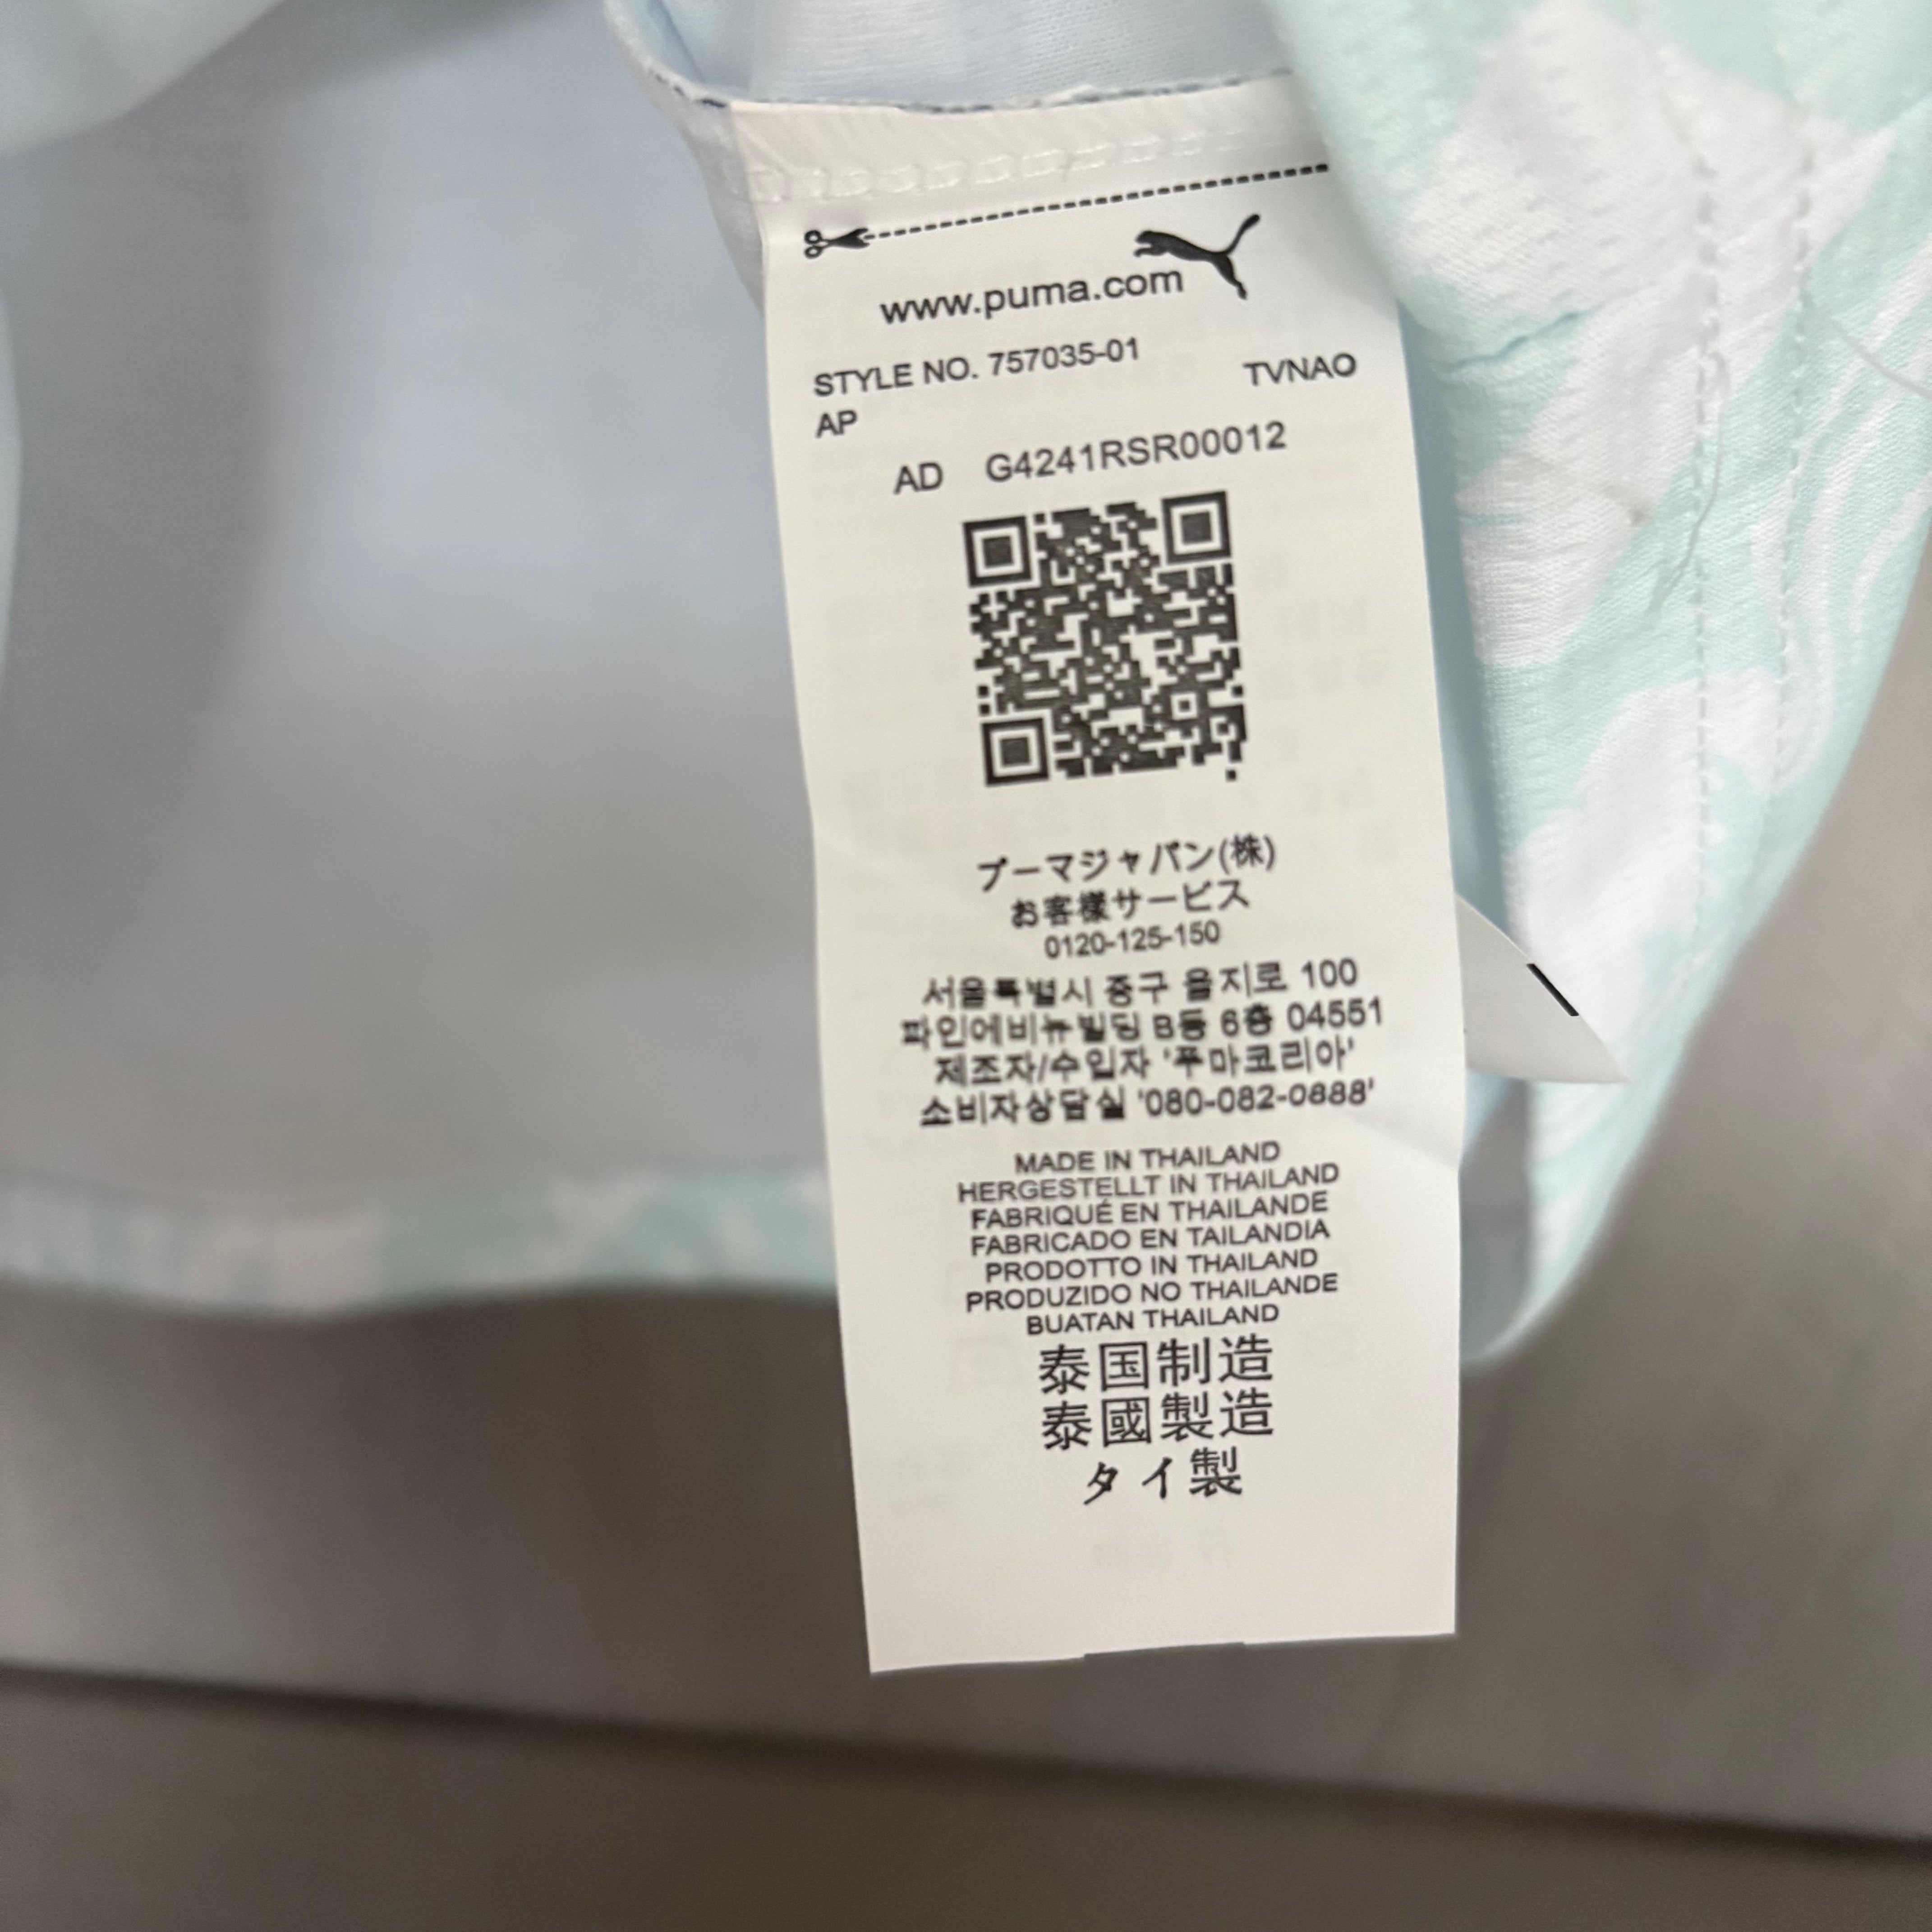 www.puma.com
STYLE NO. 757035-01
TVNAO
AP
AD G4241RSR00012
プーマジャパン(株)
お客様サービス
0120-125-150
서울특별시 중구 을지로 100
파인에비뉴빌딩 B동 6층 04551
제조자/수입자 '푸마코리아'
소비자상담실 '080-082-0888'
MADE IN THAILAND
HERGESTELLT IN THAILAND
FABRIQUÉ EN THAILANDE
FABRICADO EN TAILANDIA
PRODOTTO IN THAILAND
PRODUZIDO NO THAILANDE
BUATAN THAILAND
泰国制造
泰國製造
タイ製